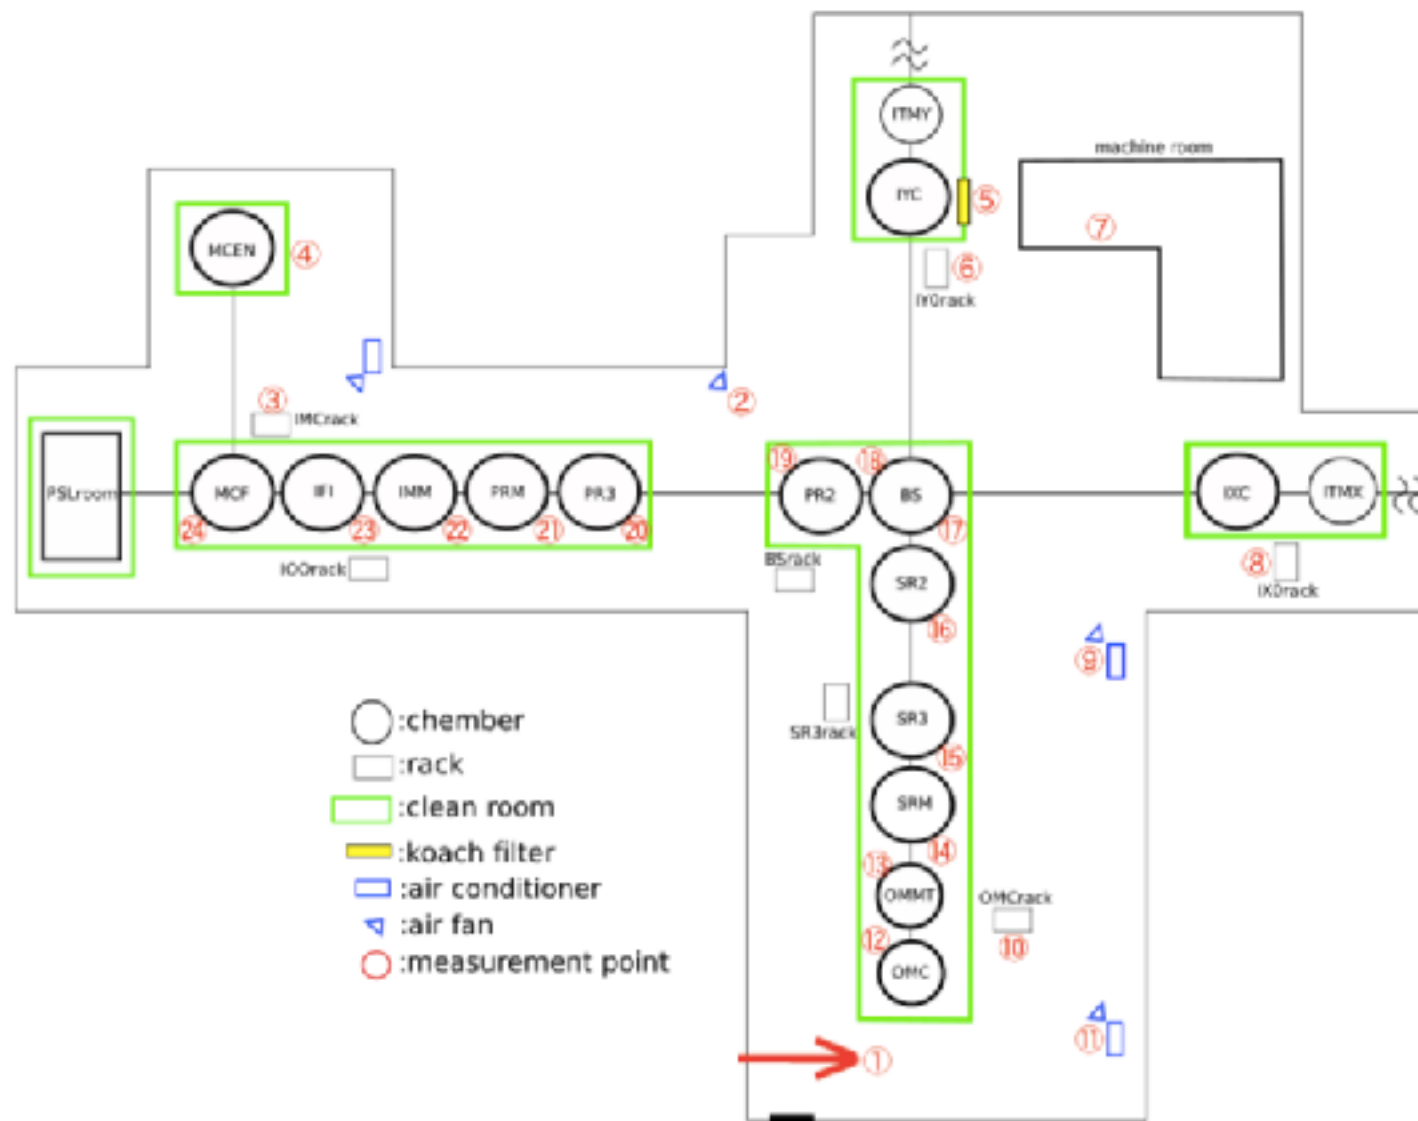 ITMY
machine room
IYC
⑤
⑦
MCEN
④
⑥
IY0rack
②
③
IMCrack
PSLroom
MCF
IFI
IMM
PRM
PR3
㉔
㉓
㉒
㉑
⑳
⑲
⑱
PR2
BS
⑰
IXC
ITMX
IOOrack
BSrack
SR2
⑧
IX0rack
⑯
⑨
SR3
SR3rack
⑮
SRM
⑭
⑬
OMMT
OMCrack
⑩
⑫
OMC
⑪
①
:chember
:rack
:clean room
:koach filter
:air conditioner
:air fan
:measurement point